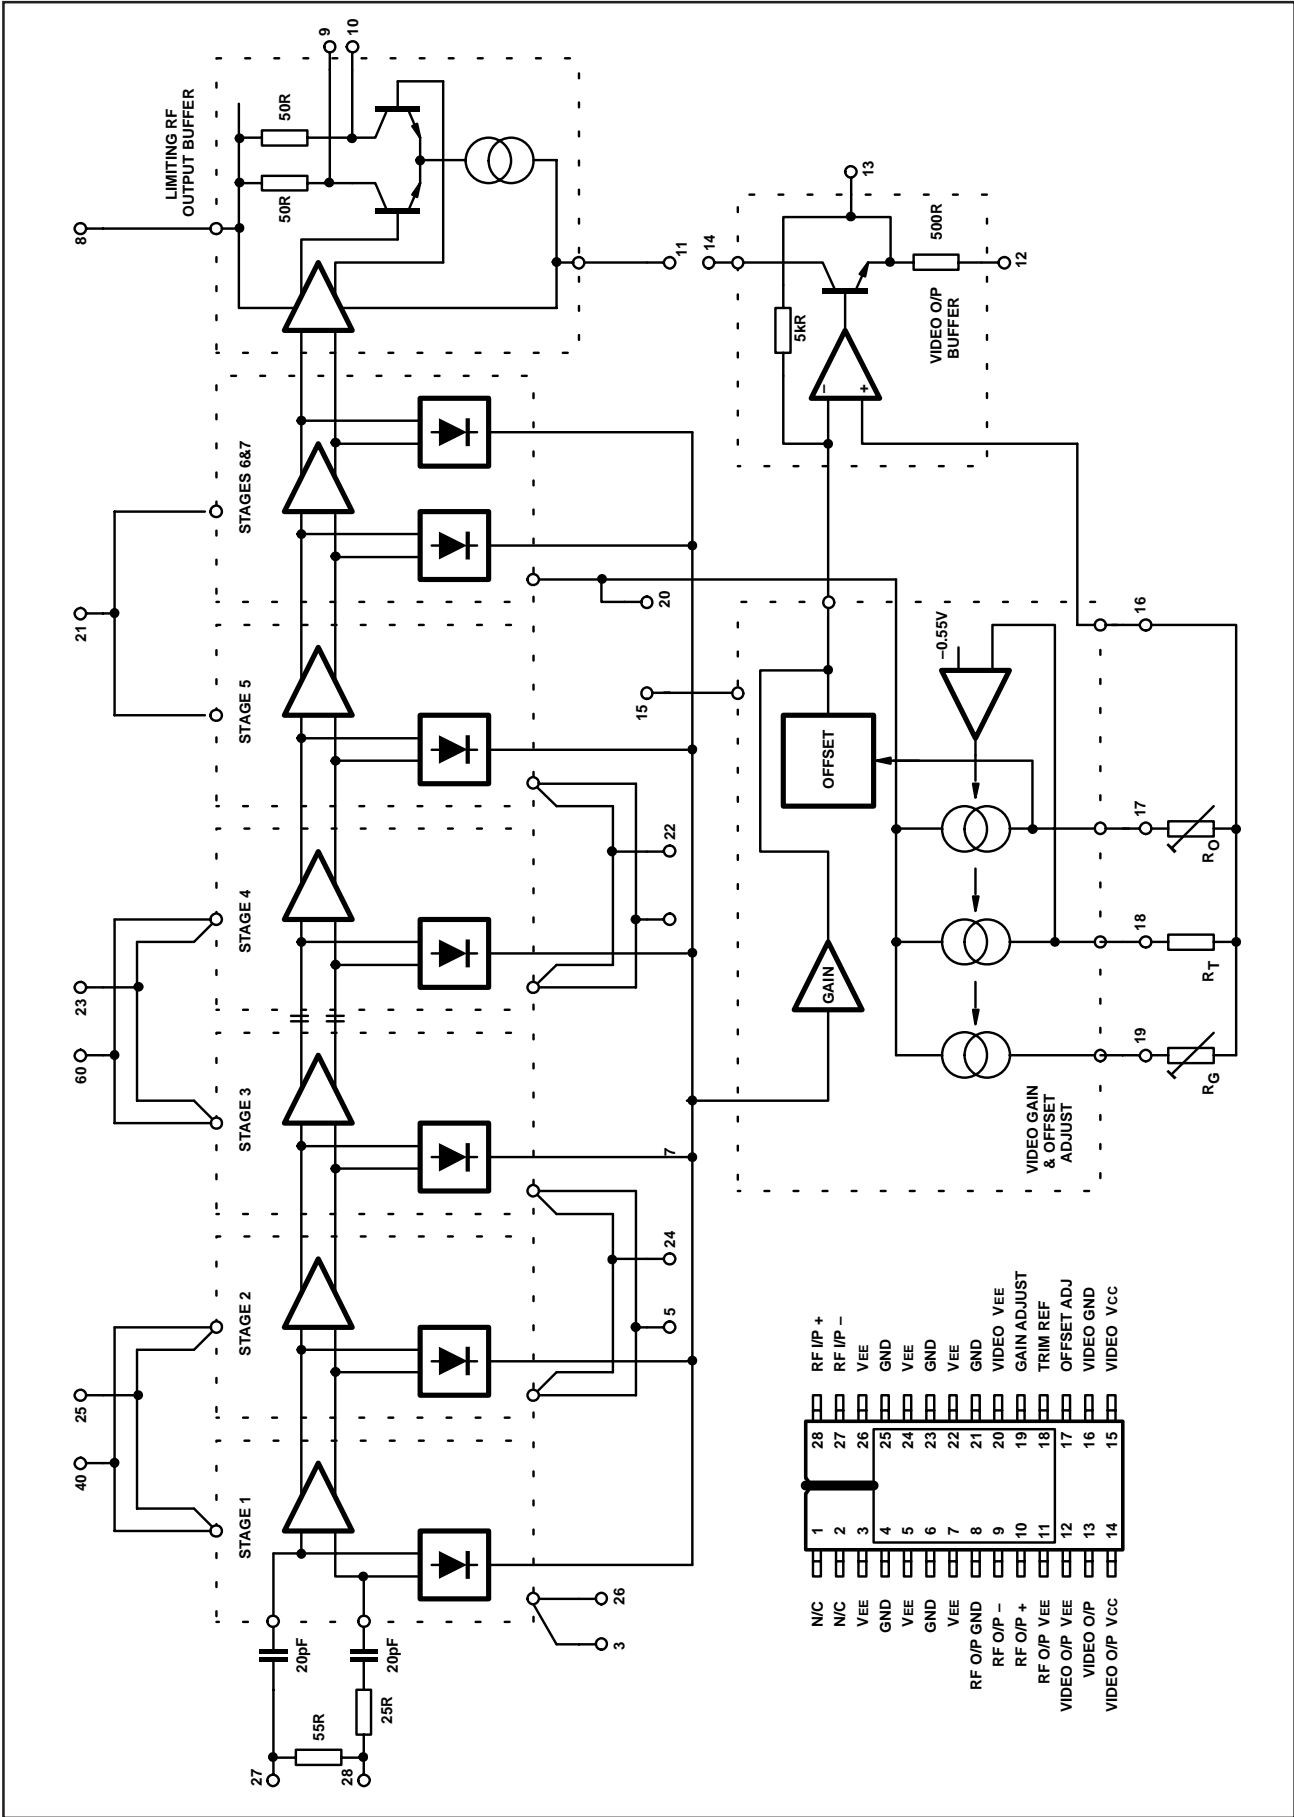 8
LIMITING RF
OUTPUT BUFFER
50R
50R
9
10
11
21
STAGES 6&7
STAGE 5
20
23
60
STAGE 4
STAGE 3
22
7
25
40
STAGE 2
STAGE 1
24
5
26
3
20pF
20pF
55R
25R
27
28
13
14
5kR
500R
12
VIDEO O/P
BUFFER
–
+
15
OFFSET
GAIN
–0.55V
16
17
18
19
RO
RT
RG
VIDEO GAIN
& OFFSET
ADJUST
N/C 1 28 RF I/P +
N/C 2 27 RF I/P –
VEE 3 26 VEE
GND 4 25 GND
VEE 5 24 VEE
GND 6 23 GND
VEE 7 22 VEE
RF O/P GND 8 21 GND
RF O/P – 9 20 VIDEO VEE
RF O/P + 10 19 GAIN ADJUST
RF O/P VEE 11 18 TRIM REF
VIDEO O/P VEE 12 17 OFFSET ADJ
VIDEO O/P 13 16 VIDEO GND
VIDEO O/P VCC 14 15 VIDEO VCC